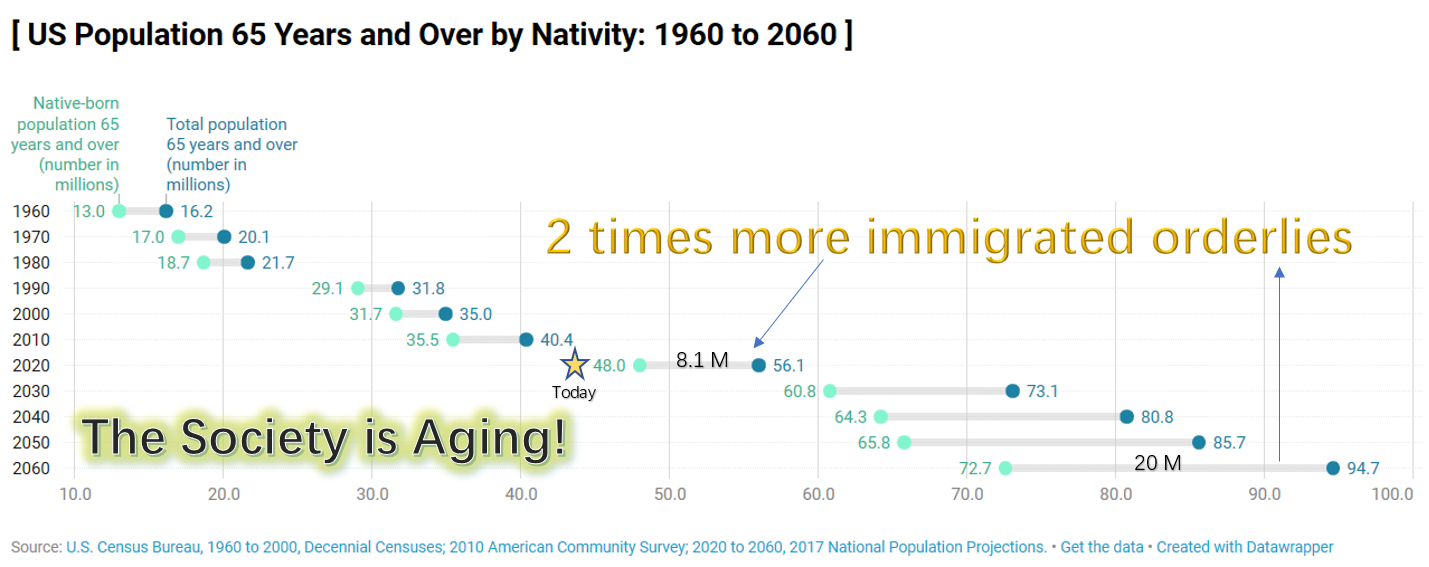 [ US Population 65 Years and Over by Nativity: 1960 to 2060 ]
Native-born
population 65
years and over
(number in
millions)
Total population
65 years and over
(number in
millions)
1960 13.0 16.2
1970 17.0 20.1
2 times more immigrated orderlies
1980 18.7 21.7
1990 29.1 31.8
2000 31.7 35.0
2010 35.5 40.4
2020 48.0 8.1 M 56.1
Today
2030 60.8 73.1
2040 64.3 80.8
The Society is Aging!
2050 65.8 85.7
2060 72.7 20 M 94.7
10.0 20.0 30.0 40.0 50.0 60.0 70.0 80.0 90.0 100.0
Source: U.S. Census Bureau, 1960 to 2000, Decennial Censuses; 2010 American Community Survey; 2020 to 2060, 2017 National Population Projections. • Get the data • Created with Datawrapper